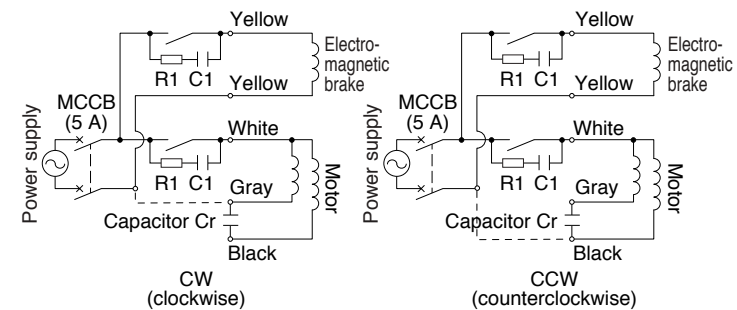 Yellow
Electro-
magnetic
brake
R1 C1
Yellow
MCCB
(5 A)
White
Power supply
R1 C1
Gray
Motor
Capacitor Cr
Black
CW
(clockwise)
Yellow
Electro-
magnetic
brake
R1 C1
Yellow
MCCB
(5 A)
White
Power supply
R1 C1
Gray
Motor
Capacitor Cr
Black
CCW
(counterclockwise)